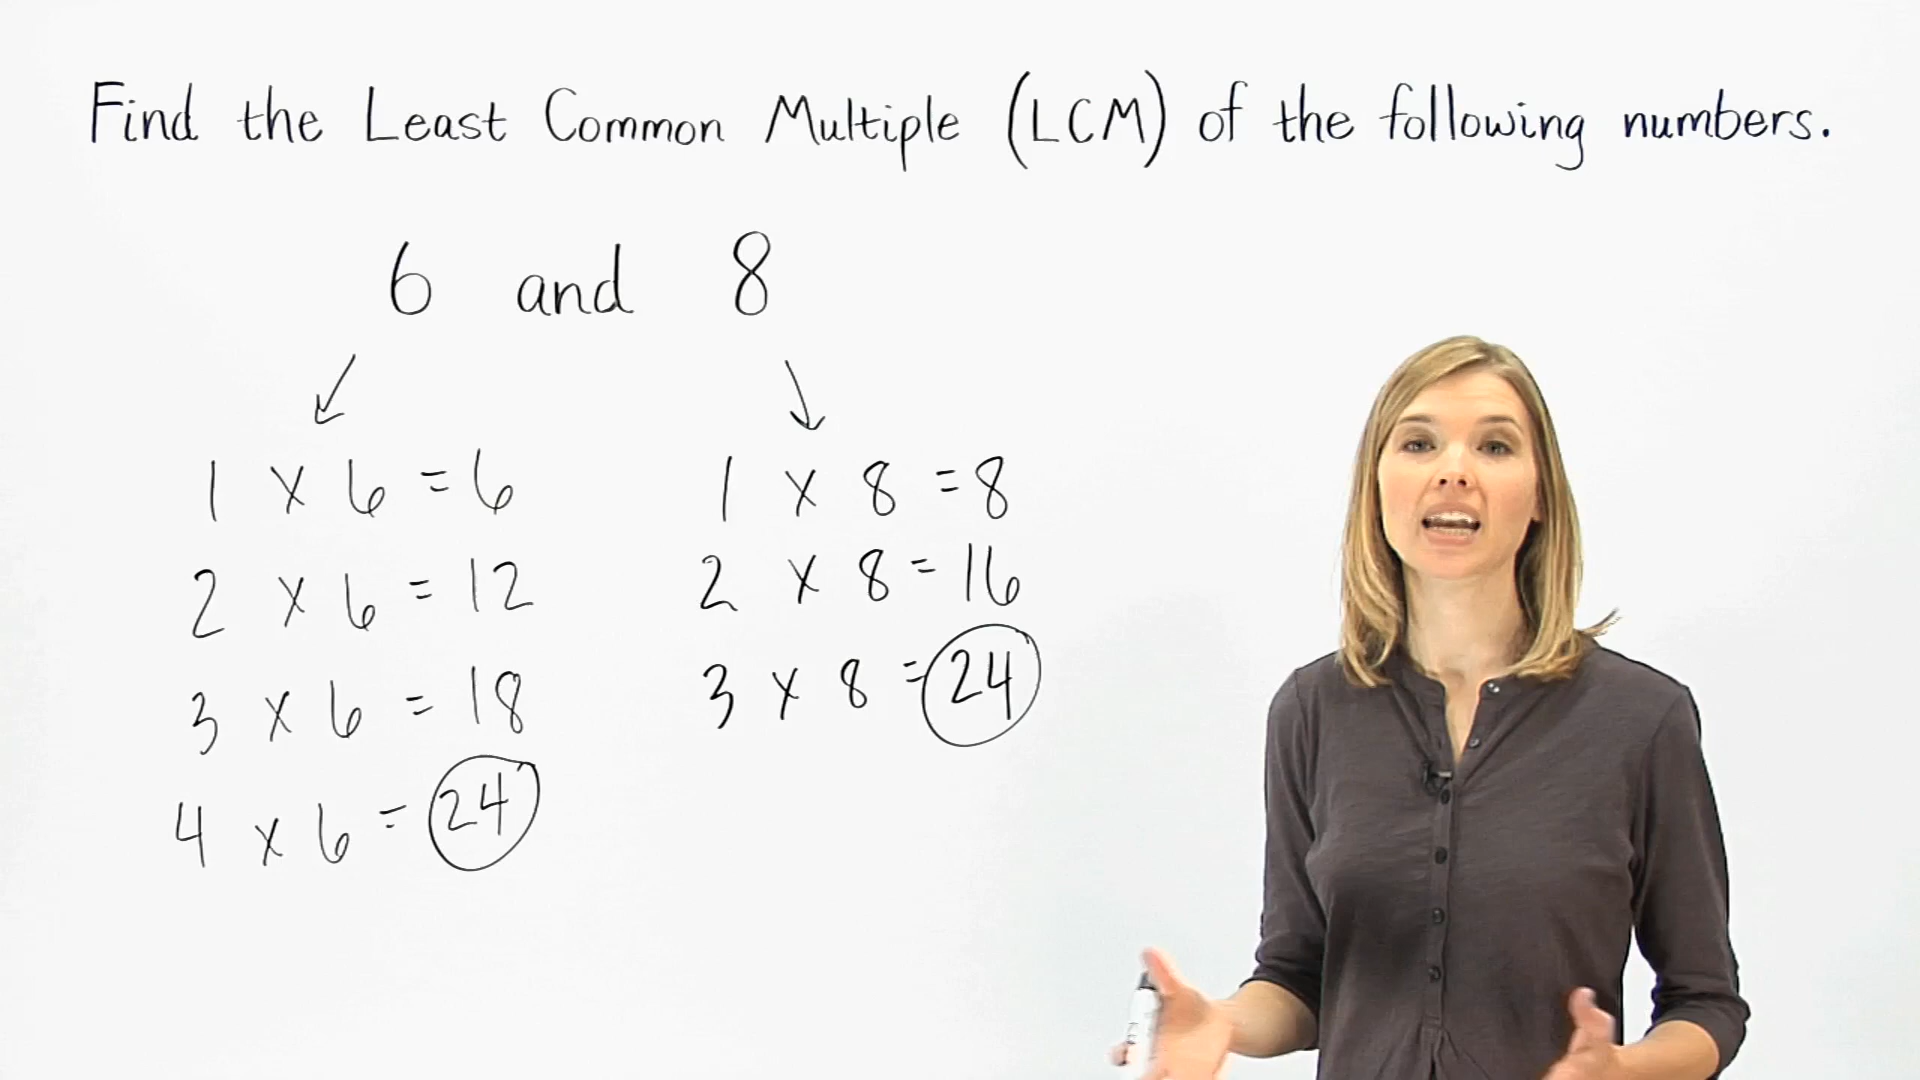 Find the Least Common Multiple (LCM) of the following numbers.
6 and 8
1 x 6 = 6
2 x 6 = 12
3 x 6 = 18
4 x 6 = 24
1 x 8 = 8
2 x 8 = 16
3 x 8 = 24